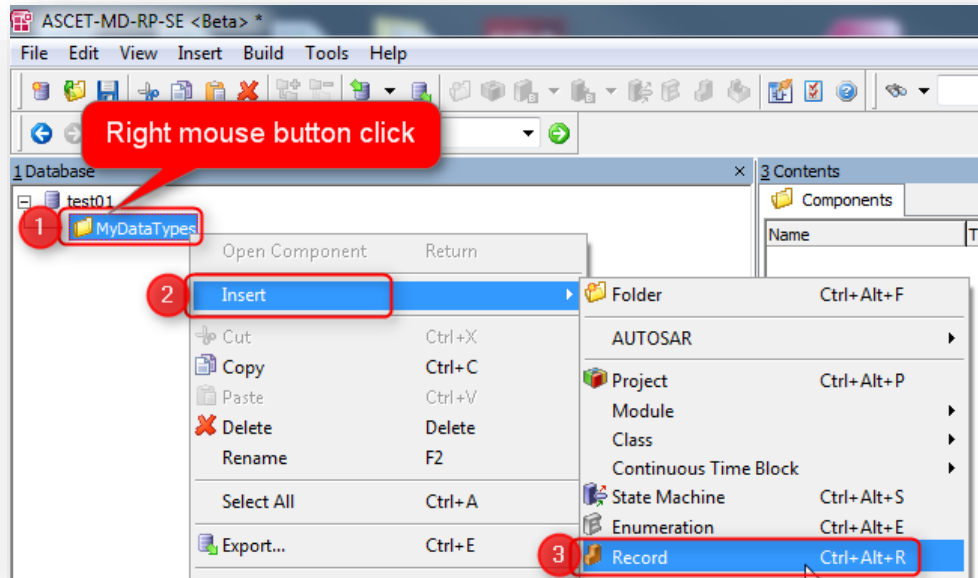 ASCET-MD-RP-SE <Beta> *
File Edit View Insert Build Tools Help
Right mouse button click
1 Database
3 Contents
test01
Components
1
MyDataTypes
Name
T
Open Component Return
2
Insert
Folder Ctrl+Alt+F
Cut Ctrl+X
AUTOSAR
Copy Ctrl+C
Project Ctrl+Alt+P
Paste Ctrl+V
Module
Delete Delete
Class
Rename F2
Continuous Time Block
Select All Ctrl+A
State Machine Ctrl+Alt+S
Enumeration Ctrl+Alt+E
Export... Ctrl+E
3
Record Ctrl+Alt+R